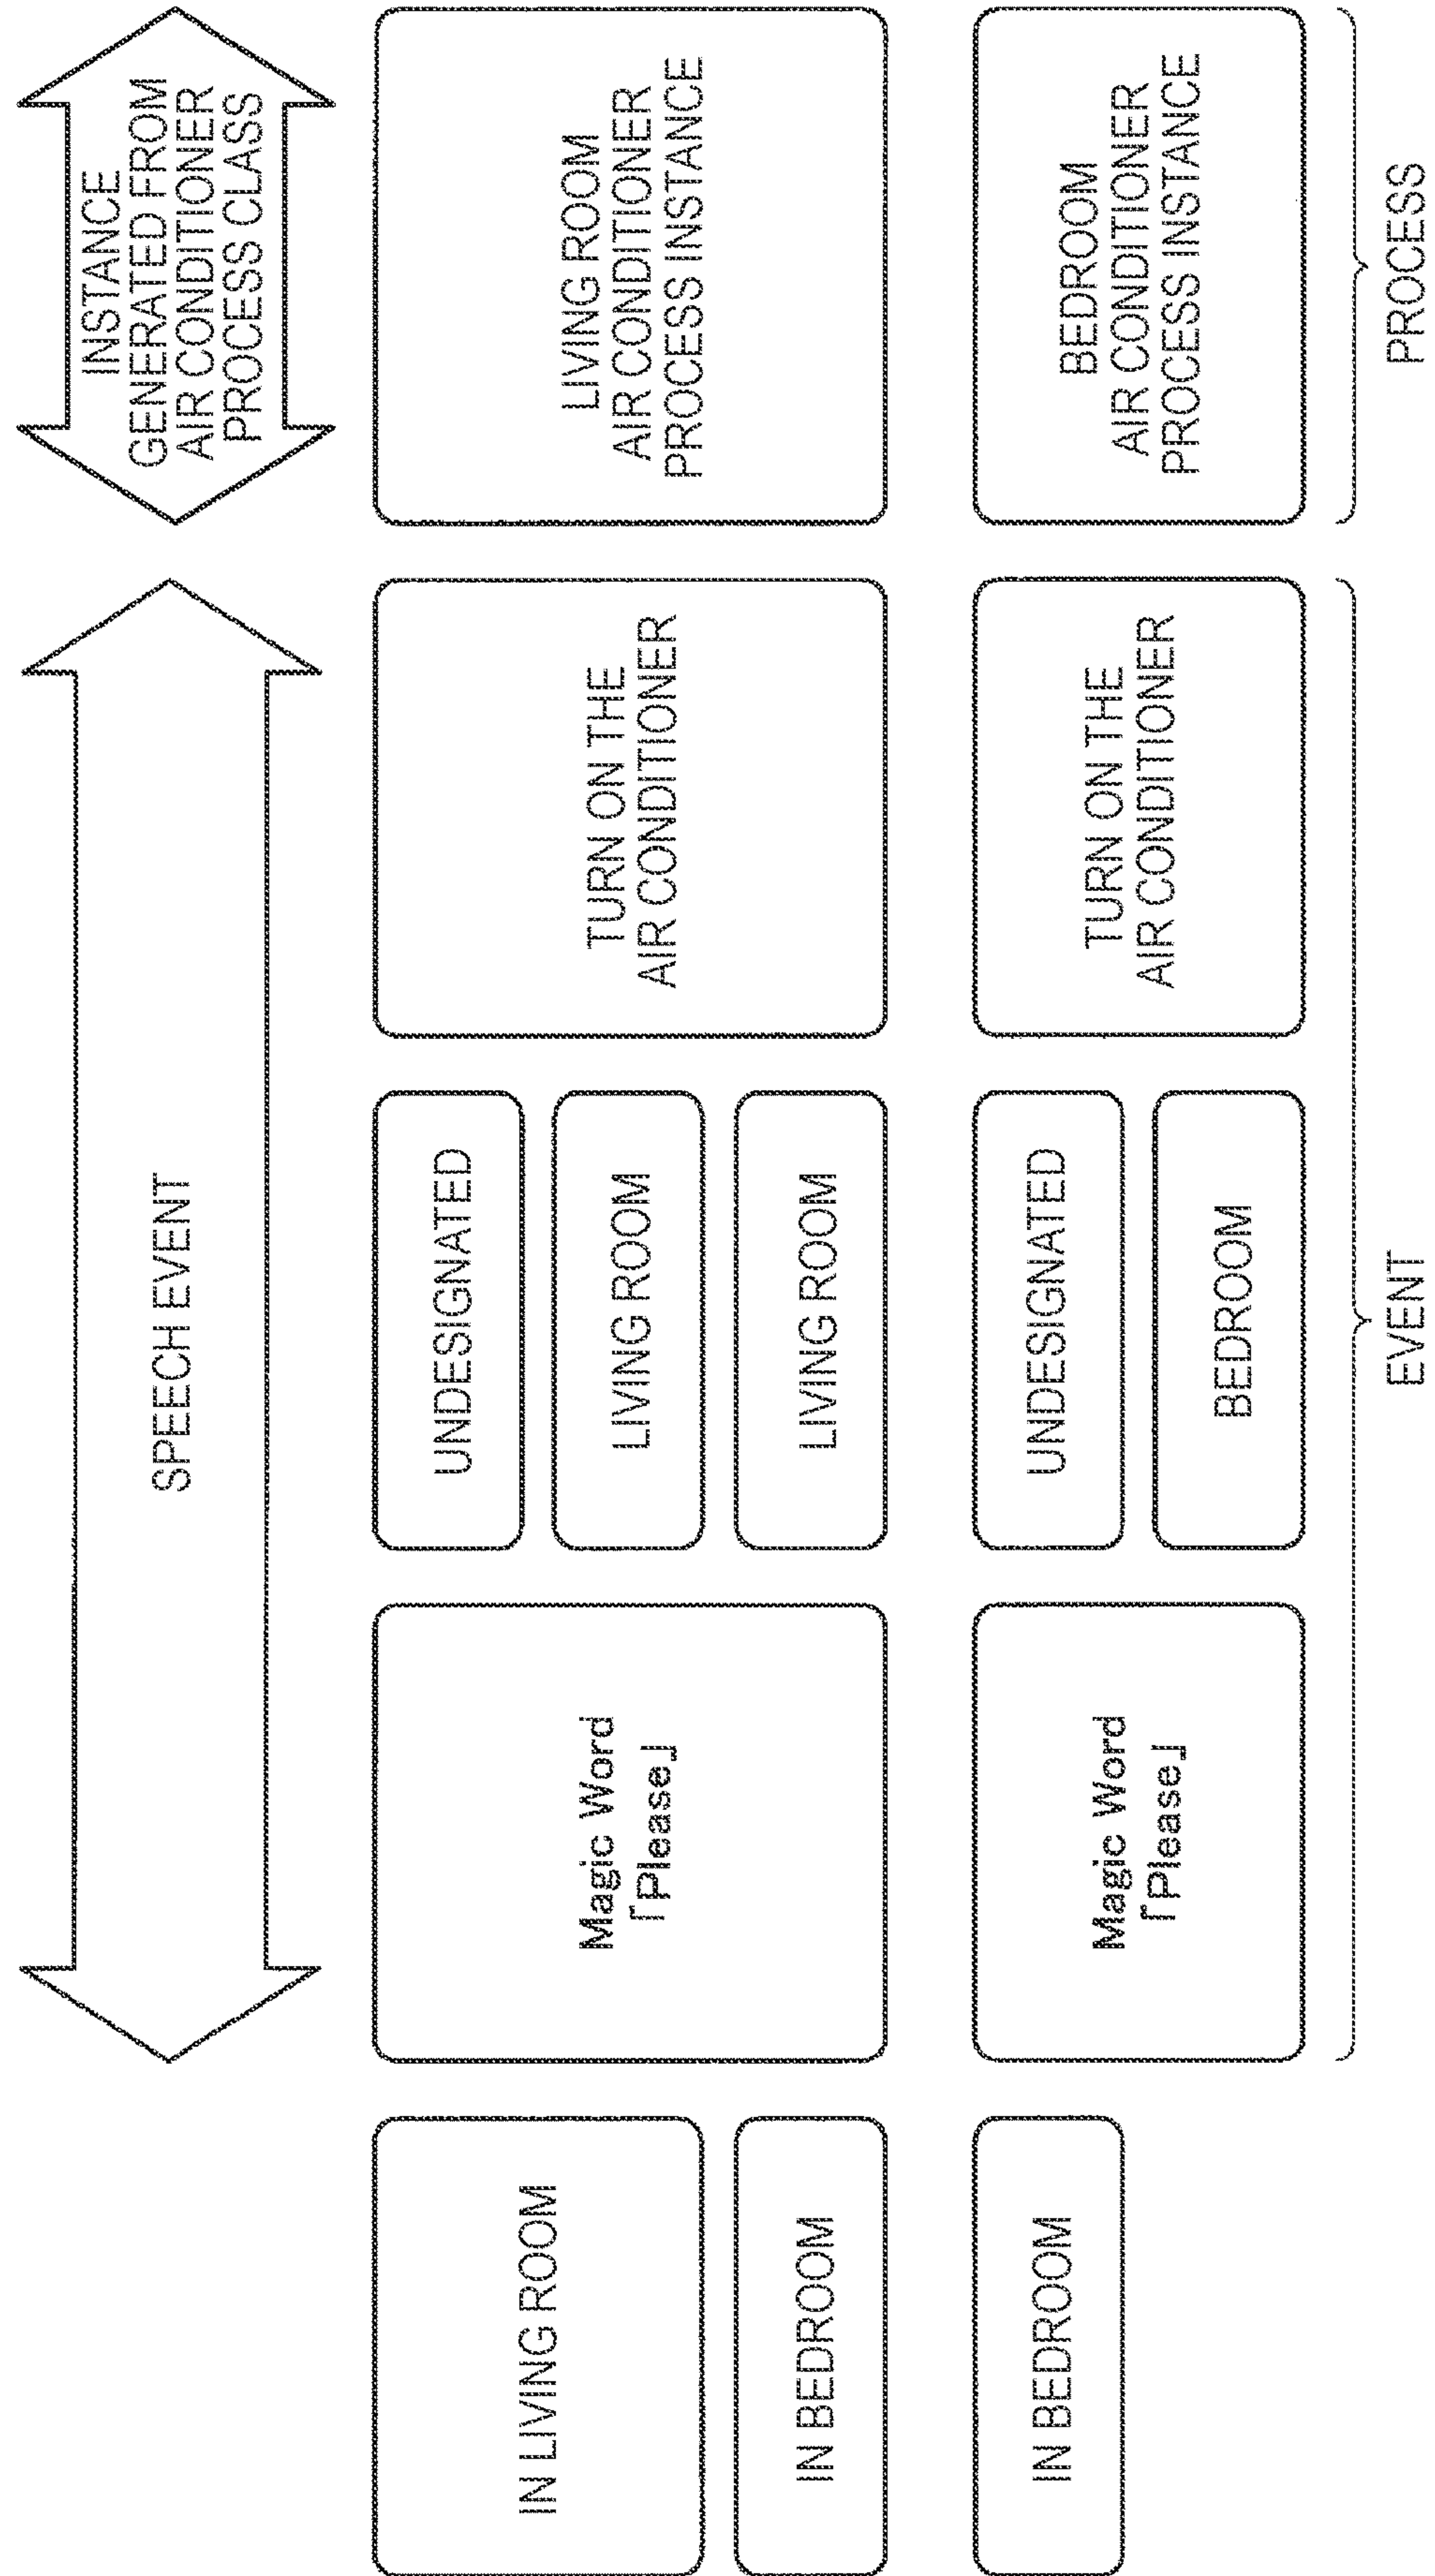 SPEECH EVENT
INSTANCE
GENERATED FROM
AIR CONDITIONER
PROCESS CLASS
IN LIVING ROOM
IN BEDROOM
Magic Word
「Please」
UNDESIGNATED
LIVING ROOM
LIVING ROOM
TURN ON THE
AIR CONDITIONER
LIVING ROOM
AIR CONDITIONER
PROCESS INSTANCE
IN BEDROOM
Magic Word
「Please」
UNDESIGNATED
BEDROOM
TURN ON THE
AIR CONDITIONER
BEDROOM
AIR CONDITIONER
PROCESS INSTANCE
EVENT
PROCESS